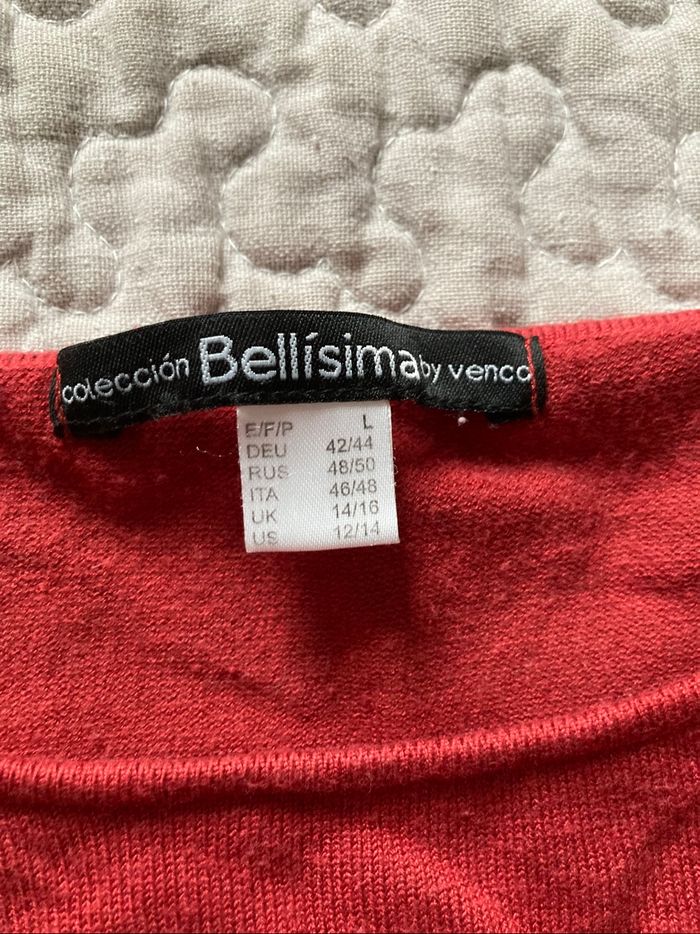 colección Bellísima by venca
E/F/P L
DEU 42/44
RUS 48/50
ITA 46/48
UK 14/16
US 12/14